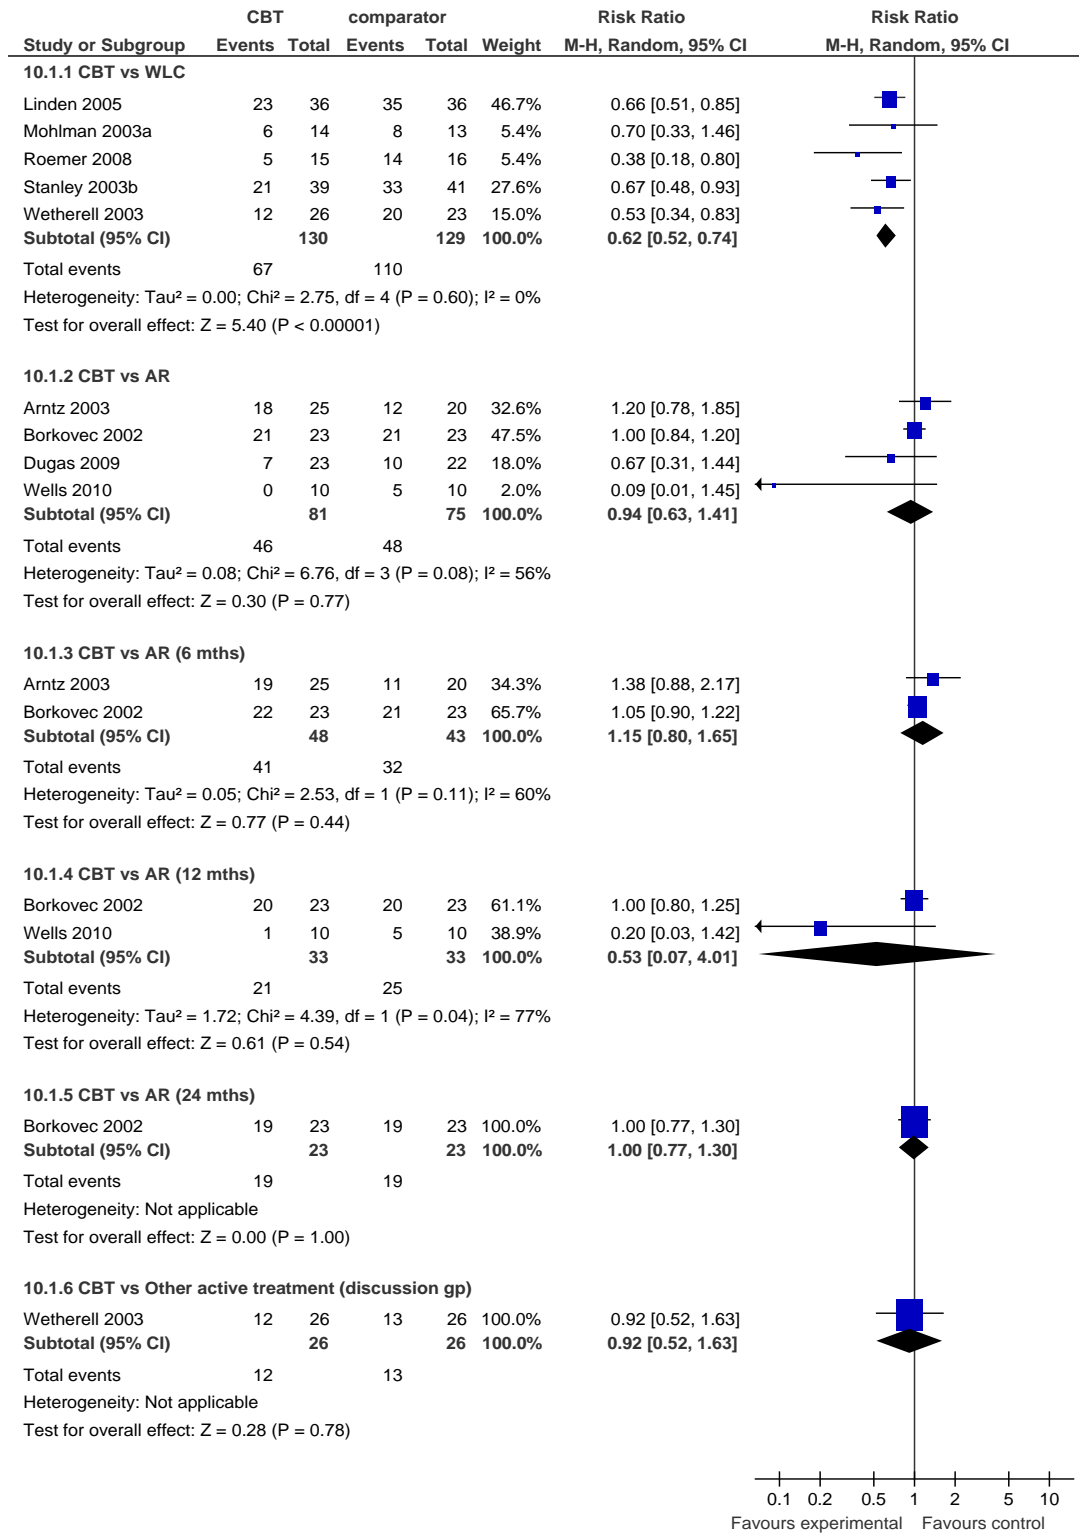 CBT comparator Risk Ratio Risk Ratio
Study or Subgroup Events Total Events Total Weight M-H, Random, 95% CI M-H, Random, 95% CI
10.1.1 CBT vs WLC
Linden 2005 23 36 35 36 46.7% 0.66 [0.51, 0.85]
Mohlman 2003a 6 14 8 13 5.4% 0.70 [0.33, 1.46]
Roemer 2008 5 15 14 16 5.4% 0.38 [0.18, 0.80]
Stanley 2003b 21 39 33 41 27.6% 0.67 [0.48, 0.93]
Wetherell 2003 12 26 20 23 15.0% 0.53 [0.34, 0.83]
Subtotal (95% CI) 130 129 100.0% 0.62 [0.52, 0.74]
Total events 67 110
Heterogeneity: Tau² = 0.00; Chi² = 2.75, df = 4 (P = 0.60); I² = 0%
Test for overall effect: Z = 5.40 (P < 0.00001)
10.1.2 CBT vs AR
Arntz 2003 18 25 12 20 32.6% 1.20 [0.78, 1.85]
Borkovec 2002 21 23 21 23 47.5% 1.00 [0.84, 1.20]
Dugas 2009 7 23 10 22 18.0% 0.67 [0.31, 1.44]
Wells 2010 0 10 5 10 2.0% 0.09 [0.01, 1.45]
Subtotal (95% CI) 81 75 100.0% 0.94 [0.63, 1.41]
Total events 46 48
Heterogeneity: Tau² = 0.08; Chi² = 6.76, df = 3 (P = 0.08); I² = 56%
Test for overall effect: Z = 0.30 (P = 0.77)
10.1.3 CBT vs AR (6 mths)
Arntz 2003 19 25 11 20 34.3% 1.38 [0.88, 2.17]
Borkovec 2002 22 23 21 23 65.7% 1.05 [0.90, 1.22]
Subtotal (95% CI) 48 43 100.0% 1.15 [0.80, 1.65]
Total events 41 32
Heterogeneity: Tau² = 0.05; Chi² = 2.53, df = 1 (P = 0.11); I² = 60%
Test for overall effect: Z = 0.77 (P = 0.44)
10.1.4 CBT vs AR (12 mths)
Borkovec 2002 20 23 20 23 61.1% 1.00 [0.80, 1.25]
Wells 2010 1 10 5 10 38.9% 0.20 [0.03, 1.42]
Subtotal (95% CI) 33 33 100.0% 0.53 [0.07, 4.01]
Total events 21 25
Heterogeneity: Tau² = 1.72; Chi² = 4.39, df = 1 (P = 0.04); I² = 77%
Test for overall effect: Z = 0.61 (P = 0.54)
10.1.5 CBT vs AR (24 mths)
Borkovec 2002 19 23 19 23 100.0% 1.00 [0.77, 1.30]
Subtotal (95% CI) 23 23 100.0% 1.00 [0.77, 1.30]
Total events 19 19
Heterogeneity: Not applicable
Test for overall effect: Z = 0.00 (P = 1.00)
10.1.6 CBT vs Other active treatment (discussion gp)
Wetherell 2003 12 26 13 26 100.0% 0.92 [0.52, 1.63]
Subtotal (95% CI) 26 26 100.0% 0.92 [0.52, 1.63]
Total events 12 13
Heterogeneity: Not applicable
Test for overall effect: Z = 0.28 (P = 0.78)
0.1 0.2 0.5 1 2 5 10
Favours experimental Favours control